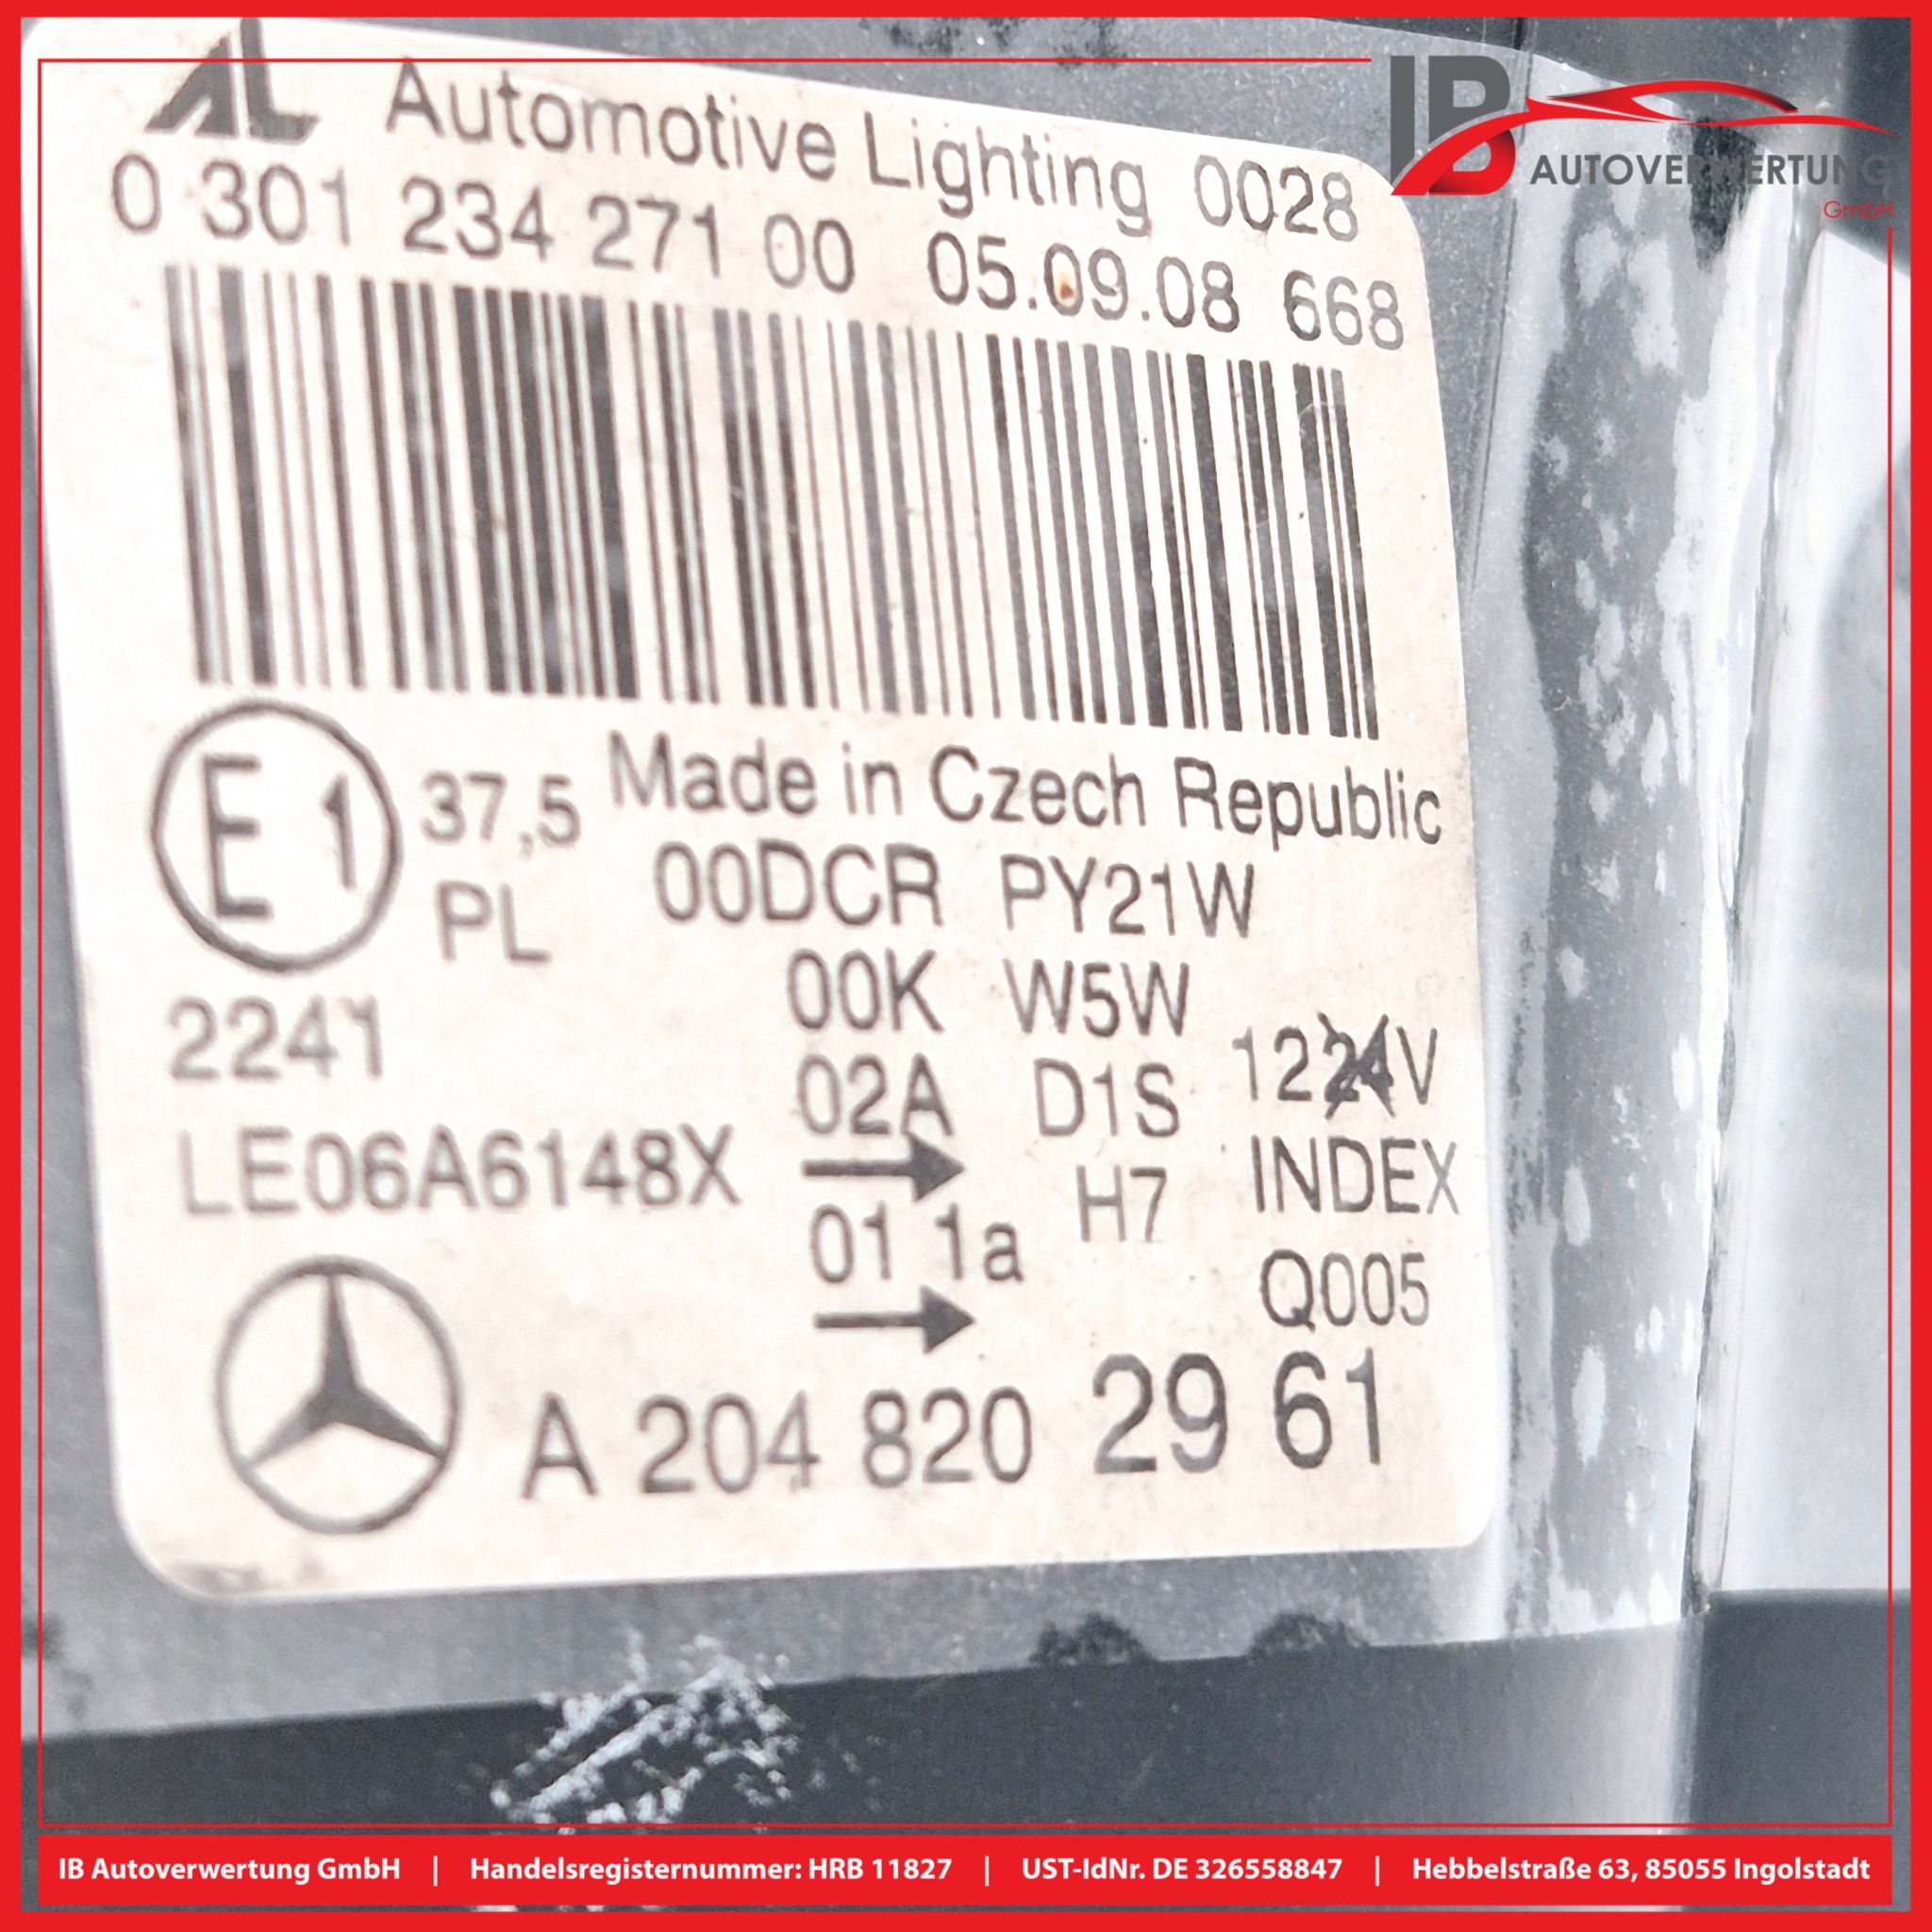 AL Automotive Lighting 0028
IB AUTOVERWERTUNG
GmbH
0 301 234 271 00 05.09.08 668
E1 37,5 Made in Czech Republic
PL 00DCR PY21W
00K W5W
2241
02A D1S 1224V
LE06A6148X → H7 INDEX
01 1a
→ Q005
A 204 820 2961
IB Autoverwertung GmbH | Handelsregisternummer: HRB 11827 | UST-IdNr. DE 326558847 | Hebbelstraße 63, 85055 Ingolstadt